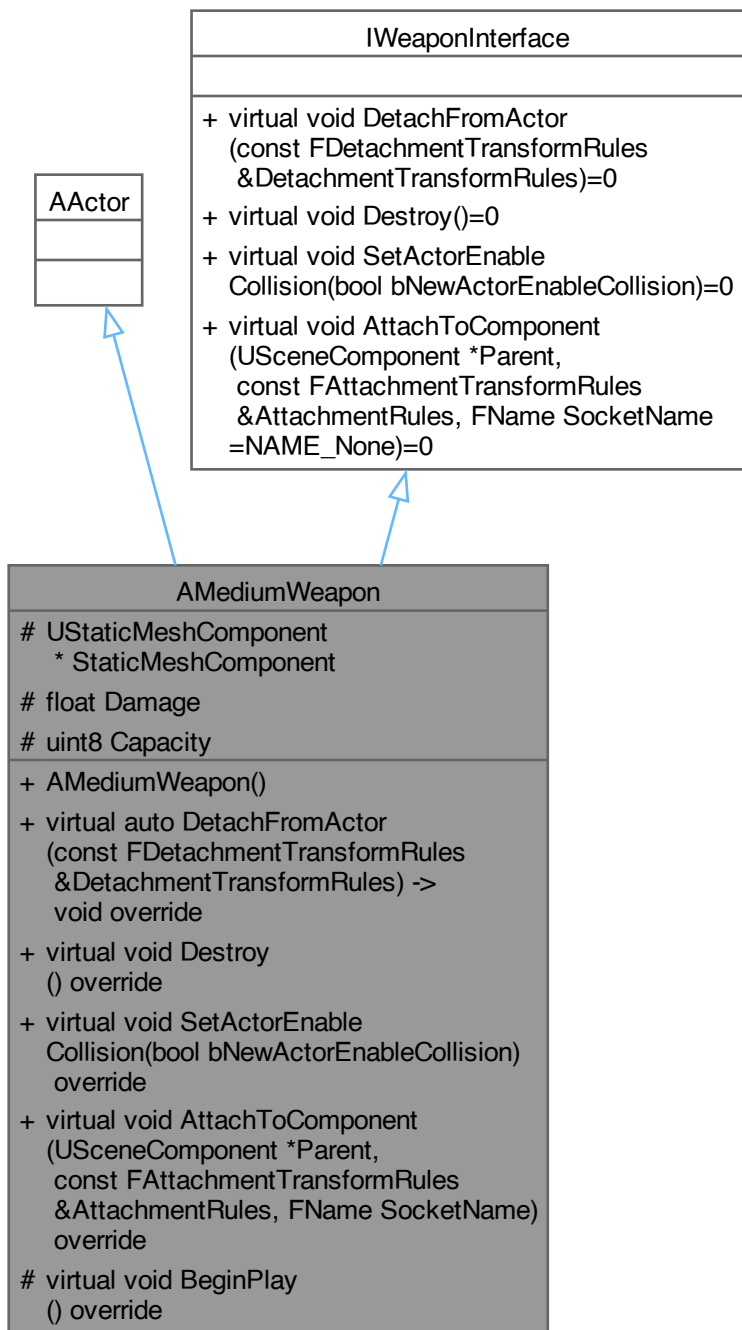 IWeaponInterface
+ virtual void DetachFromActor
(const FDetachmentTransformRules
&DetachmentTransformRules)=0
+ virtual void Destroy()=0
+ virtual void SetActorEnable
Collision(bool bNewActorEnableCollision)=0
+ virtual void AttachToComponent
(USceneComponent *Parent,
const FAttachmentTransformRules
&AttachmentRules, FName SocketName
=NAME_None)=0
AActor
AMediumWeapon
# UStaticMeshComponent
* StaticMeshComponent
# float Damage
# uint8 Capacity
+ AMediumWeapon()
+ virtual auto DetachFromActor
(const FDetachmentTransformRules
&DetachmentTransformRules) ->
void override
+ virtual void Destroy
() override
+ virtual void SetActorEnable
Collision(bool bNewActorEnableCollision)
override
+ virtual void AttachToComponent
(USceneComponent *Parent,
const FAttachmentTransformRules
&AttachmentRules, FName SocketName)
override
# virtual void BeginPlay
() override